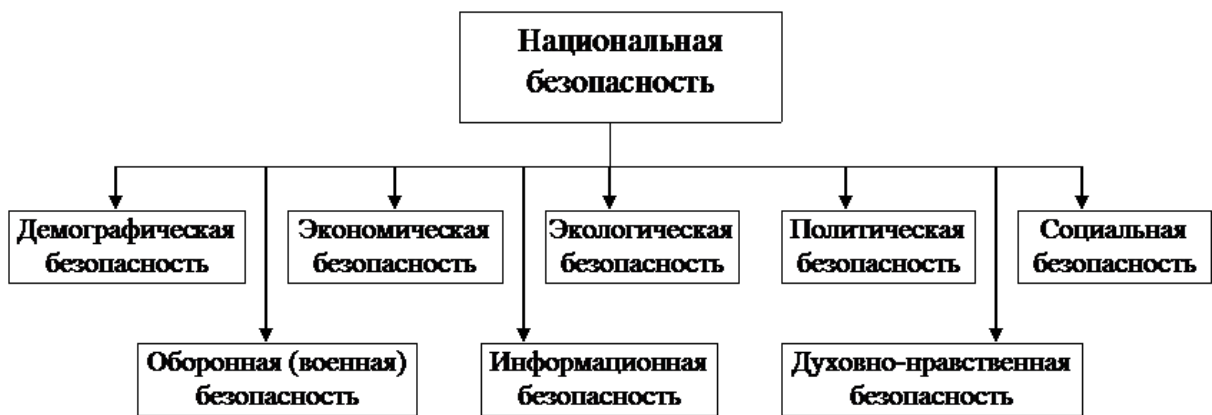 Национальная
безопасность
Демографическая
безопасность
Экономическая
безопасность
Экологическая
безопасность
Политическая
безопасность
Социальная
безопасность
Оборонная (военная)
безопасность
Информационная
безопасность
Духовно-нравственная
безопасность